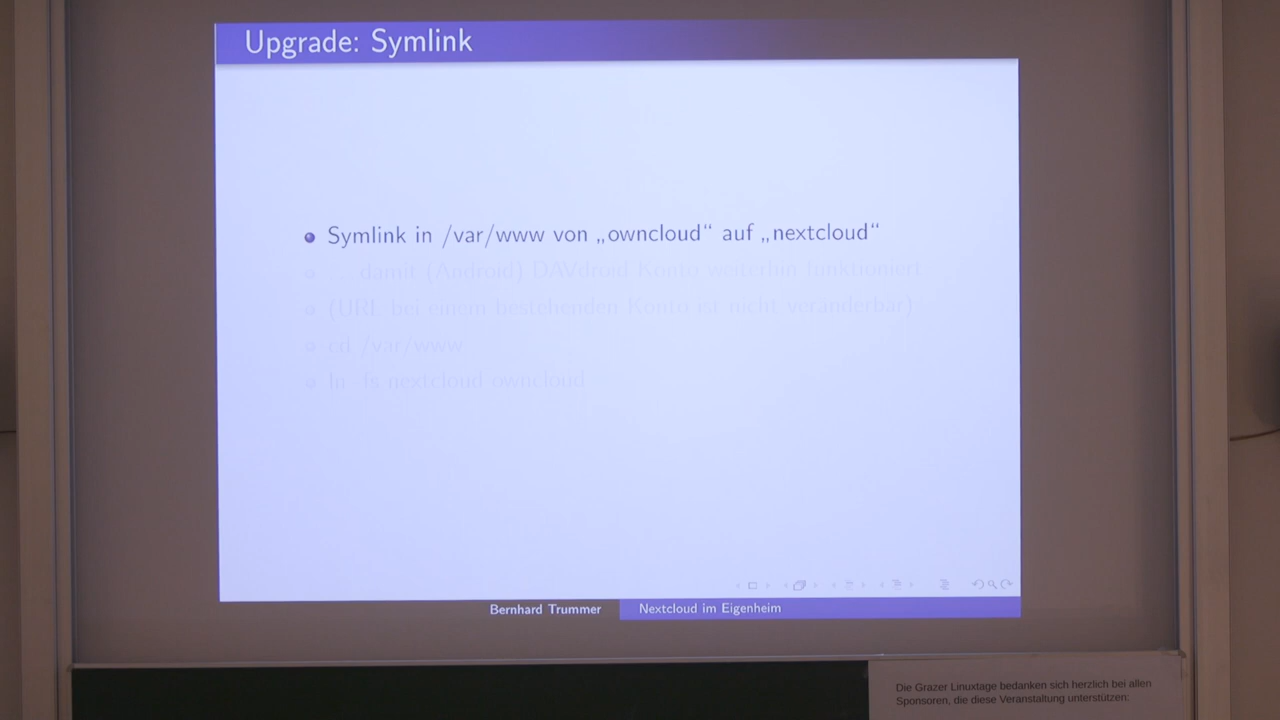 Upgrade: Symlink
Symlink in /var/www von „owncloud“ auf „nextcloud“
... damit (Android) DAVdroid Konto weiterhin funktioniert
(URL bei einem bestehenden Konto ist nicht veränderbar)
cd /var/www
ln -fs nextcloud owncloud
Bernhard Trummer
Nextcloud im Eigenheim
Die Grazer Linuxtage bedanken sich herzlich bei allen
Sponsoren, die diese Veranstaltung unterstützen: